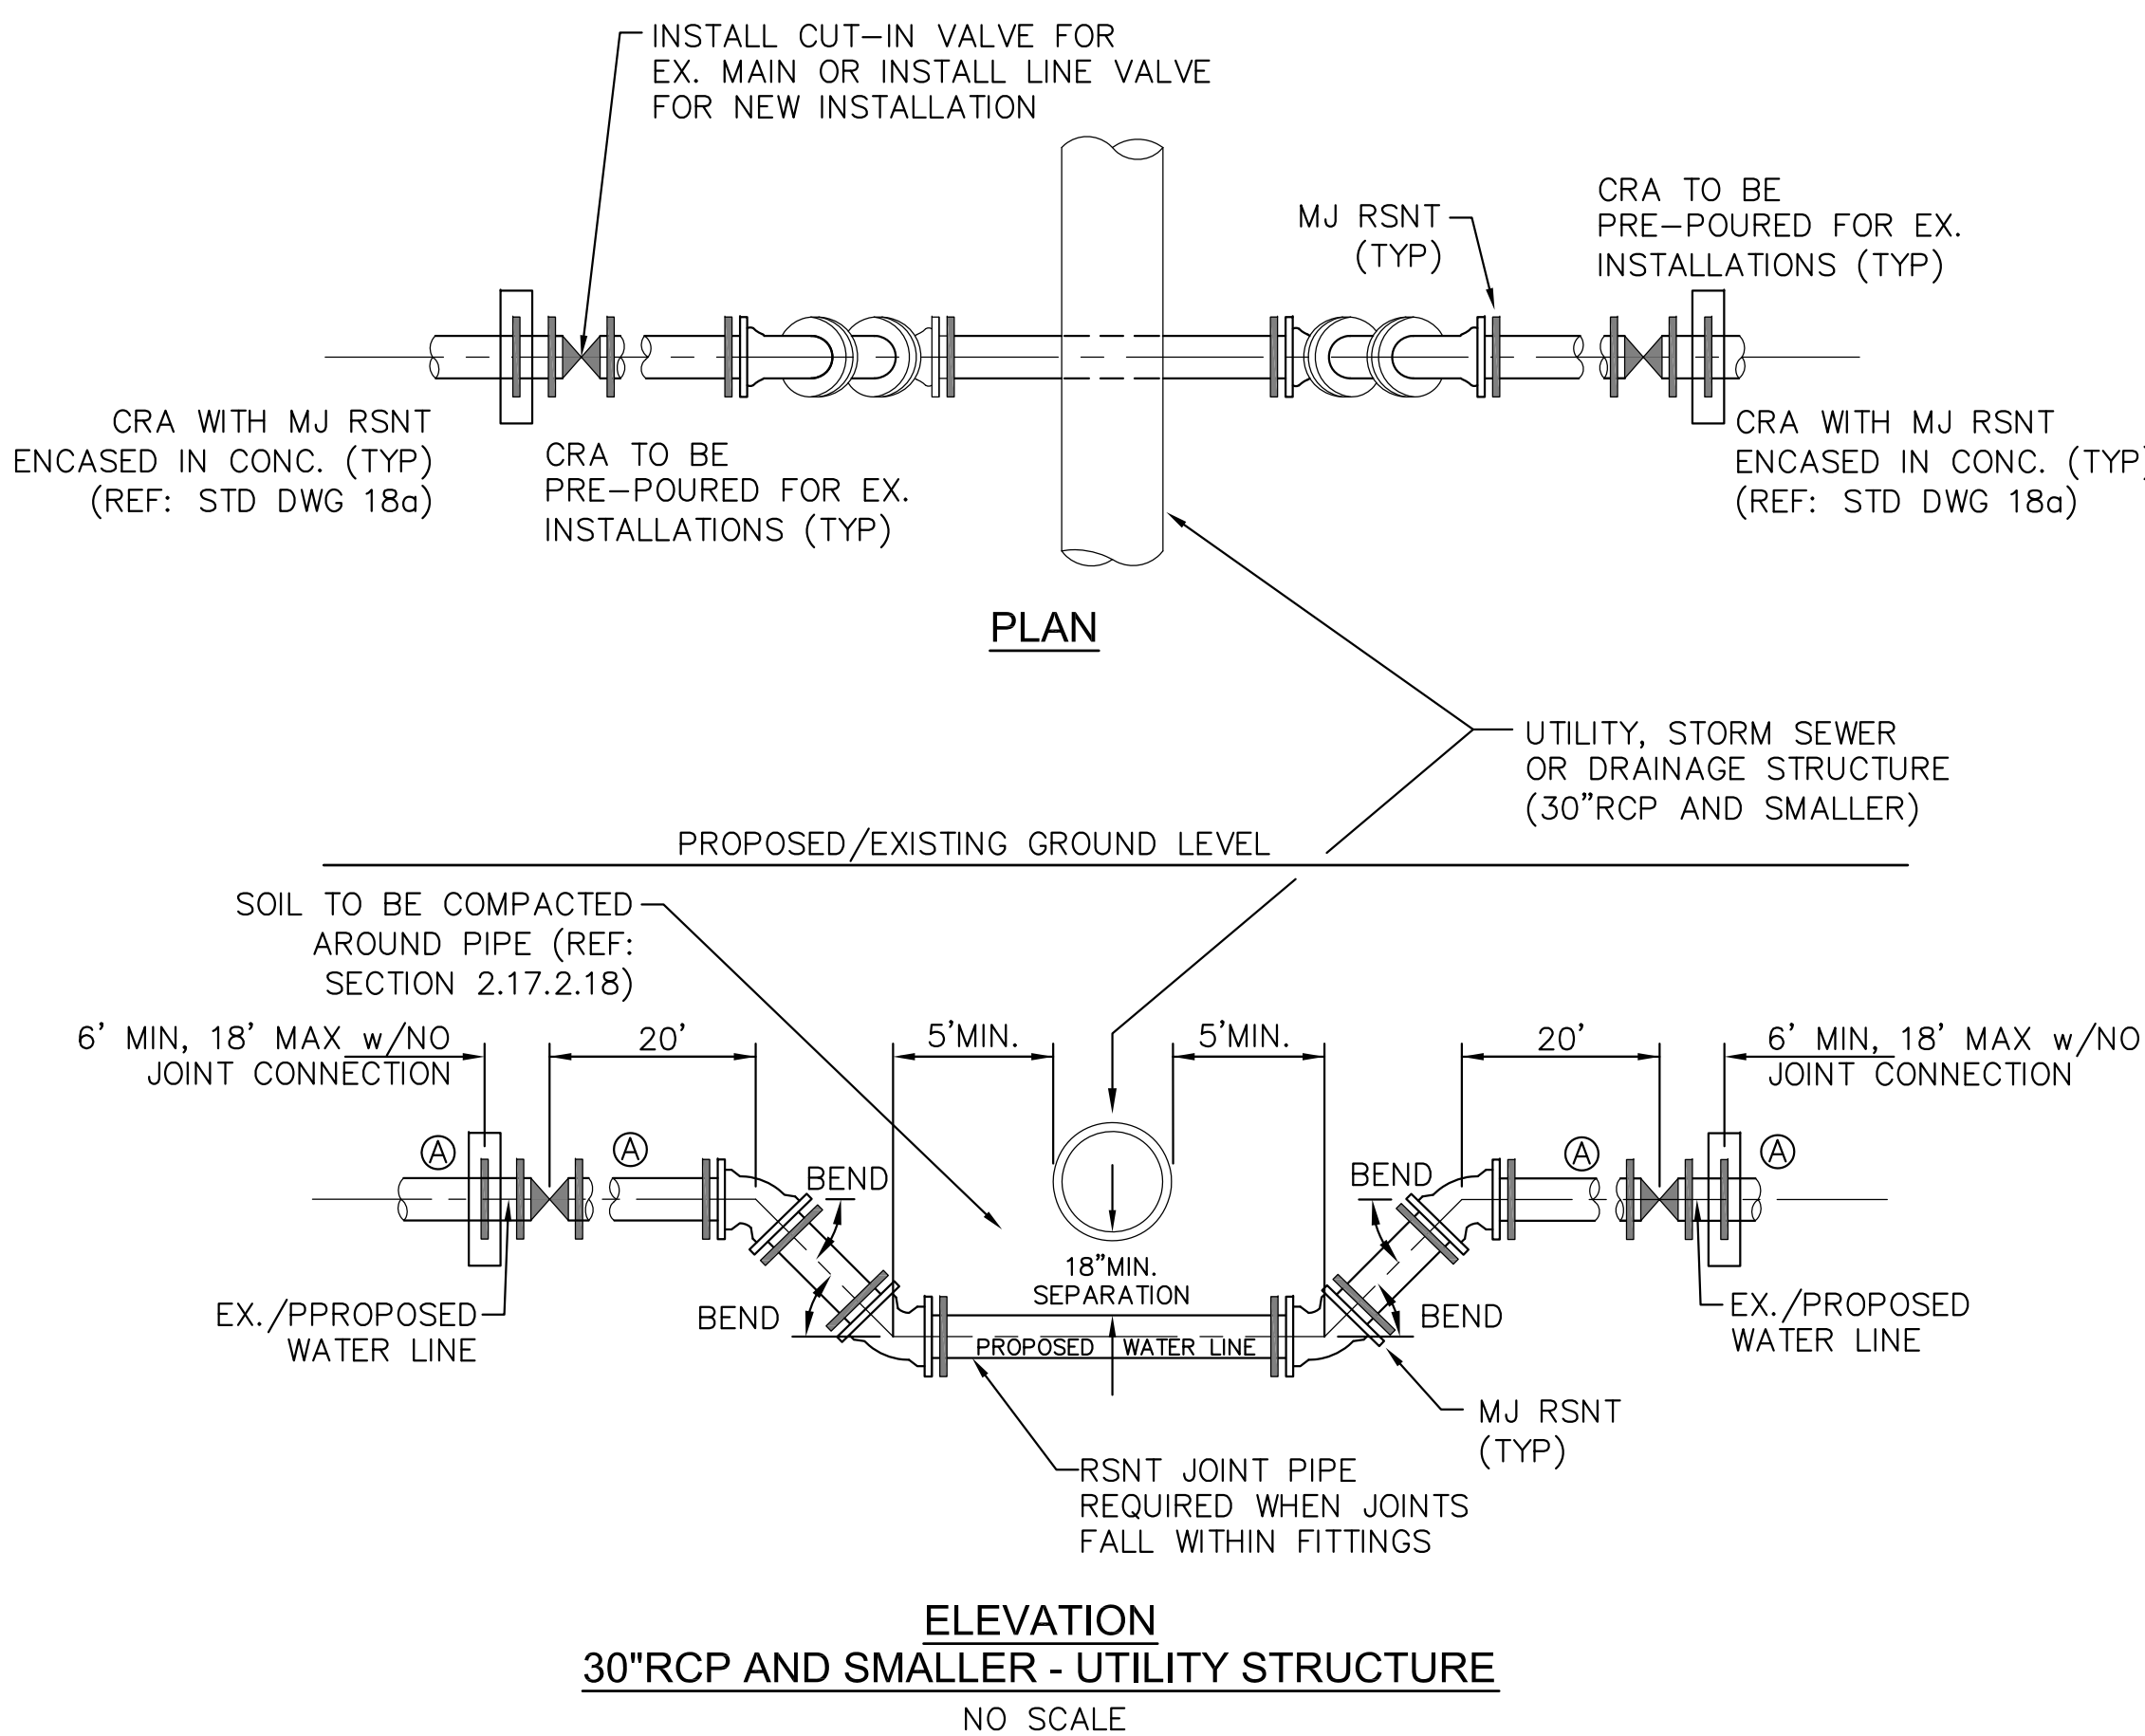 INSTALL CUT-IN VALVE FOR
EX. MAIN OR INSTALL LINE VALVE
FOR NEW INSTALLATION
MJ RSNT
(TYP)
CRA TO BE
PRE-POURED FOR EX.
INSTALLATIONS (TYP)
CRA WITH MJ RSNT
ENCASED IN CONC. (TYP)
(REF: STD DWG 18a)
CRA TO BE
PRE-POURED FOR EX.
INSTALLATIONS (TYP)
CRA WITH MJ RSNT
ENCASED IN CONC. (TYP)
(REF: STD DWG 18a)
PLAN
UTILITY, STORM SEWER
OR DRAINAGE STRUCTURE
(30"RCP AND SMALLER)
PROPOSED/EXISTING GROUND LEVEL
SOIL TO BE COMPACTED
AROUND PIPE (REF:
SECTION 2.17.2.18)
6' MIN, 18' MAX w/NO
JOINT CONNECTION
20'
5'MIN.
5'MIN.
20'
6' MIN, 18' MAX w/NO
JOINT CONNECTION
A
A
BEND
BEND
A
A
18"MIN.
SEPARATION
EX./PPROPOSED
WATER LINE
BEND
BEND
EX./PROPOSED
WATER LINE
PROPOSED WATER LINE
MJ RSNT
(TYP)
RSNT JOINT PIPE
REQUIRED WHEN JOINTS
FALL WITHIN FITTINGS
ELEVATION
30"RCP AND SMALLER - UTILITY STRUCTURE
NO SCALE